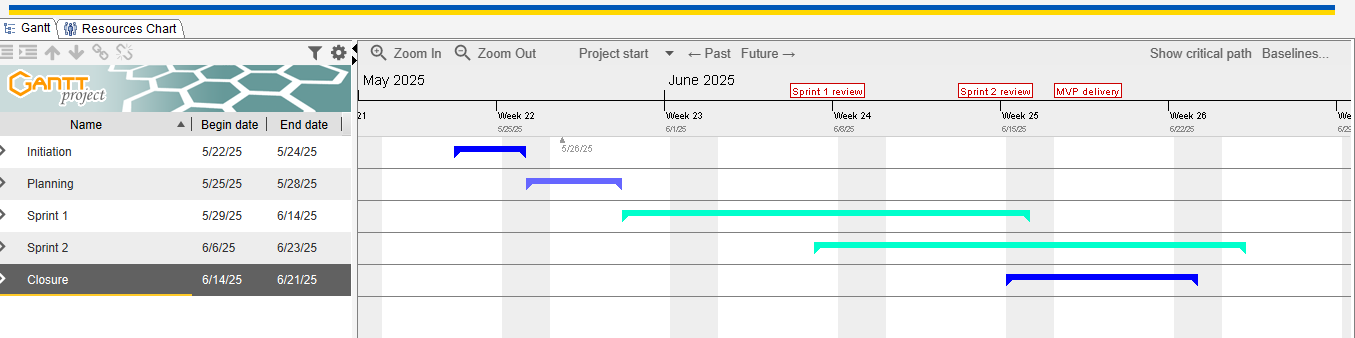 Gantt Resources Chart
Zoom In Zoom Out Project start ← Past Future → Show critical path Baselines...
GANTT
project
May 2025 June 2025
Sprint 1 review Sprint 2 review MVP delivery
Name Begin date End date
21 Week 22 Week 23 Week 24 Week 25 Week 26
5/25/25 6/1/25 6/8/25 6/15/25 6/22/25
5/26/25
Initiation 5/22/25 5/24/25
Planning 5/25/25 5/28/25
Sprint 1 5/29/25 6/14/25
Sprint 2 6/6/25 6/23/25
Closure 6/14/25 6/21/25